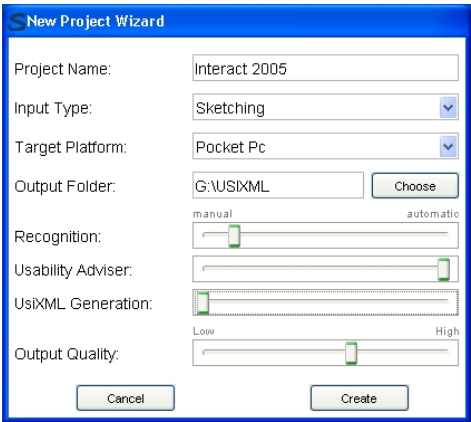 New Project Wizard
Project Name: Interact 2005
Input Type: Sketching
Target Platform: Pocket Pc
Output Folder: G:\USIXML Choose
manual automatic
Recognition:
Usability Adviser:
UsiXML Generation:
Low High
Output Quality:
Cancel Create